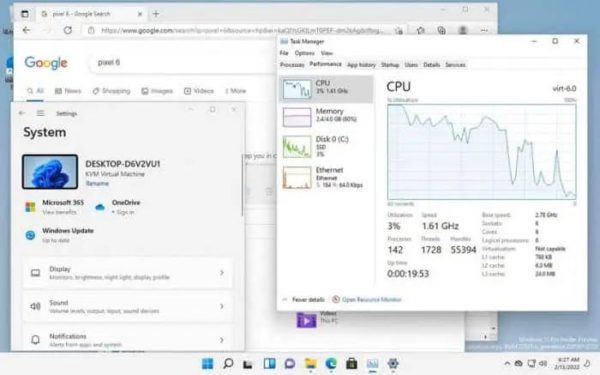 pixel 6 - Google Search
https://www.google.com/search?q=pixel+6&source=hp&ei=
Google
pixel 6
All
News
Shopping
Images
Videos
More
Settings
System
DESKTOP-D6V2VU1
KVM Virtual Machine
Rename
Microsoft 365
View benefits
OneDrive
Sign in
Windows Update
Up to date
Display
Monitors, brightness, night light, display profile
Sound
Volume levels, output, input, sound devices
Notifications
Alerts from apps and system
Videos
This PC
Task Manager
File Options View
Processes Performance App history Startup Users Details Services
CPU
3% 1.61 GHz
Memory
2.4/4.0 GB (60%)
Disk 0 (C:)
SSD
3%
Ethernet
Ethernet
S: 184 R: 64.0 Kbps
CPU virt-6.0
% Utilization 100%
60 seconds
Utilization Speed
3% 1.61 GHz
Processes Threads Handles
142 1728 55394
Up time
0:00:19:53
Base speed: 2.78 GHz
Sockets: 6
Cores: 6
Logical processors: 6
Virtualization: Not capable
L1 cache: 768 KB
L2 cache: 6.0 MB
L3 cache: 24.0 MB
Fewer details Open Resource Monitor
Windows 11 Pro Insider Preview
6:27 AM
2/13/2022